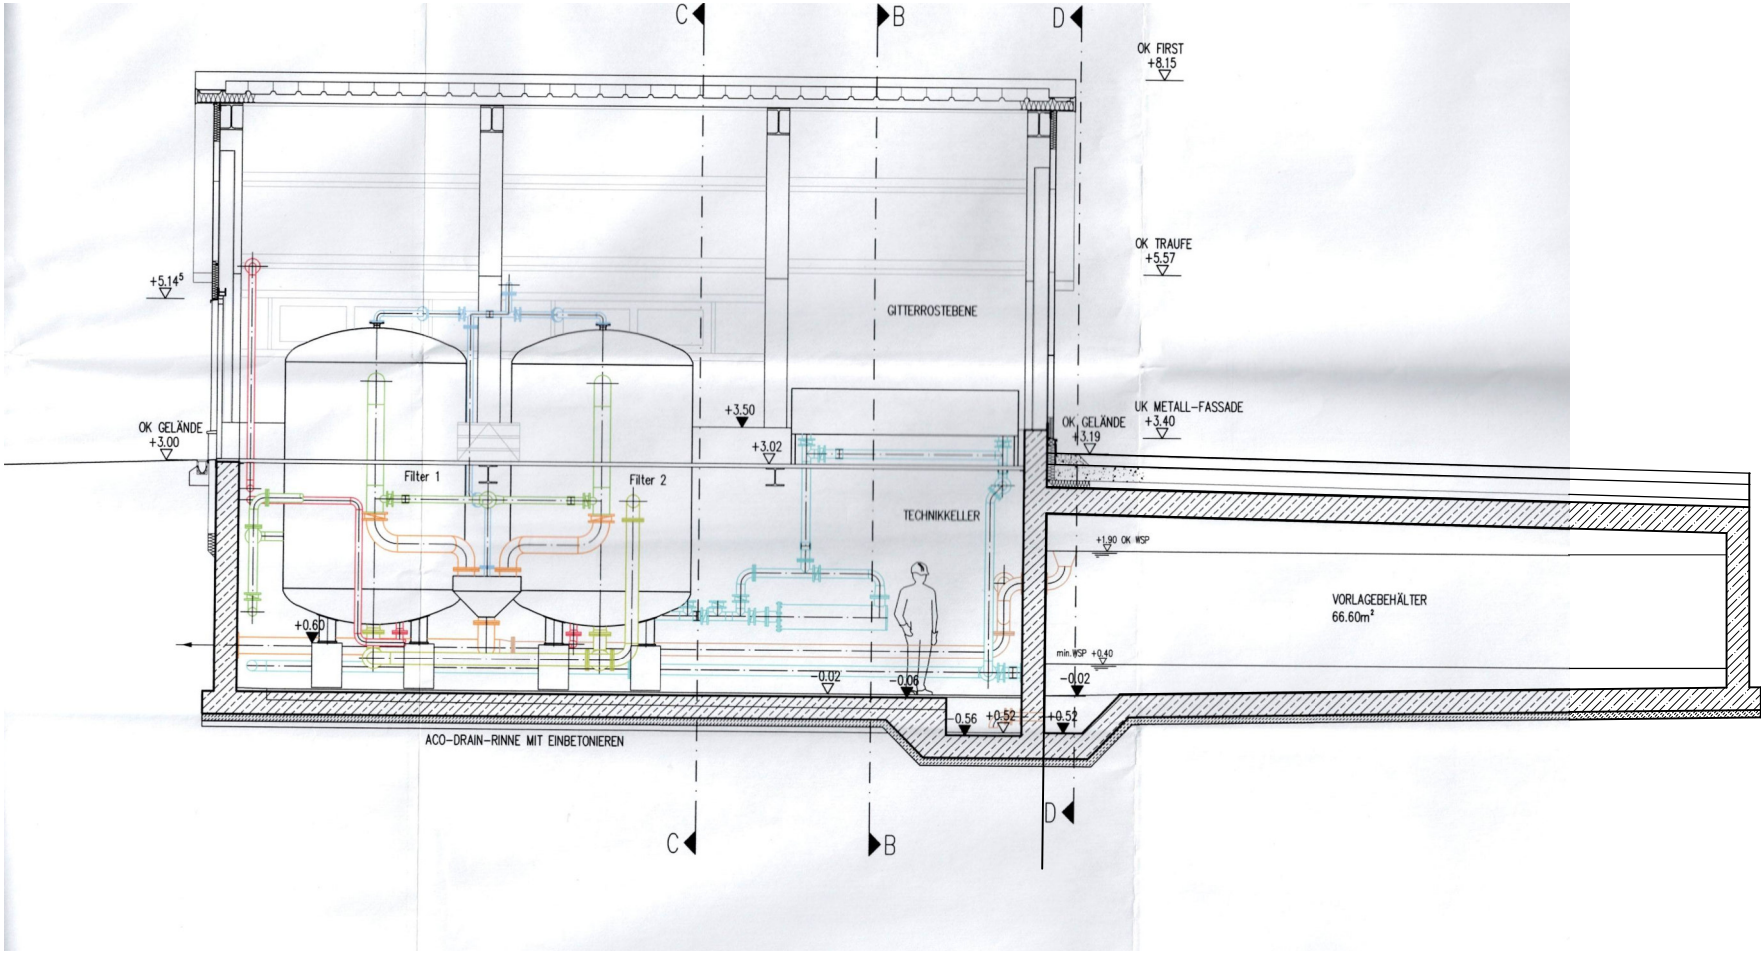 C
B
D
OK FIRST
+8.15
OK TRAUFE
+5.57
+5.14⁵
GITTERROSTEBENE
UK METALL-FASSADE
+3.40
OK GELÄNDE
+3.19
OK GELÄNDE
+3.00
+3.50
+3.02
Filter 1
Filter 2
TECHNIKKELLER
+1.90 OK WSP
VORLAGEBEHÄLTER
66.60m²
+0.60
min.WSP +0.40
-0.02
-0.06
-0.02
-0.56
+0.52
+0.52
ACO-DRAIN-RINNE MIT EINBETONIEREN
D
C
B